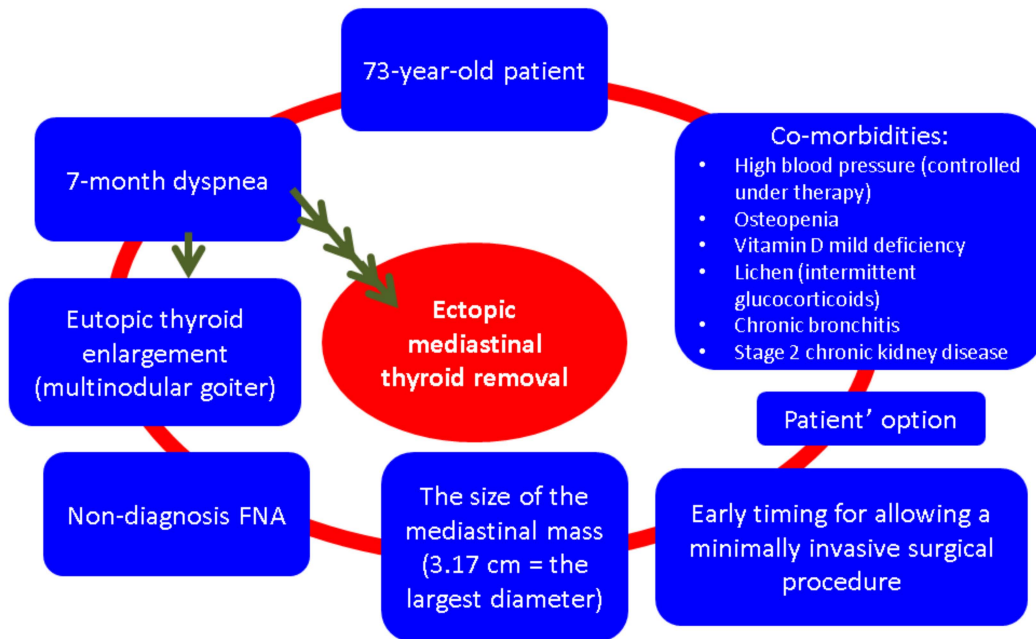 73-year-old patient
Co-morbidities:
• High blood pressure (controlled
under therapy)
• Osteopenia
• Vitamin D mild deficiency
• Lichen (intermittent
glucocorticoids)
• Chronic bronchitis
• Stage 2 chronic kidney disease
Patient’ option
Early timing for allowing a
minimally invasive surgical
procedure
The size of the
mediastinal mass
(3.17 cm = the
largest diameter)
Non-diagnosis FNA
Eutopic thyroid
enlargement
(multinodular goiter)
7-month dyspnea
Ectopic
mediastinal
thyroid removal